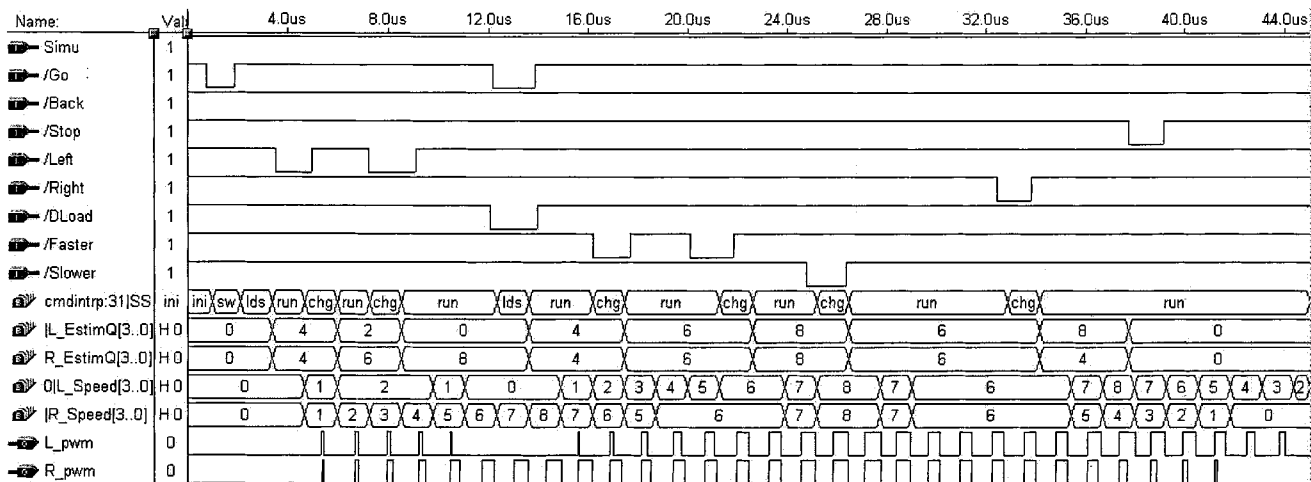 Name: Val 4.0us 8.0us 12.0us 16.0us 20.0us 24.0us 28.0us 32.0us 36.0us 40.0us 44.0us
Simu 1
/Go 1
/Back 1
/Stop 1
/Left 1
/Right 1
/DLoad 1
/Faster 1
/Slower 1
cmdintrp:31|SS ini ini sw lds run chg run chg run lds run chg run chg run chg run chg run
|L_EstimQ[3..0] H 0 0 4 2 0 4 6 8 6 8 0
R_EstimQ[3..0] H 0 0 4 6 8 4 6 8 6 4 0
0|L_Speed[3..0] H 0 0 1 2 1 0 1 2 3 4 5 6 7 8 7 6 7 8 7 6 5 4 3 2
|R_Speed[3..0] H 0 0 1 2 3 4 5 6 7 8 7 6 5 6 7 8 7 6 5 4 3 2 1 0
L_pwm 0
R_pwm 0